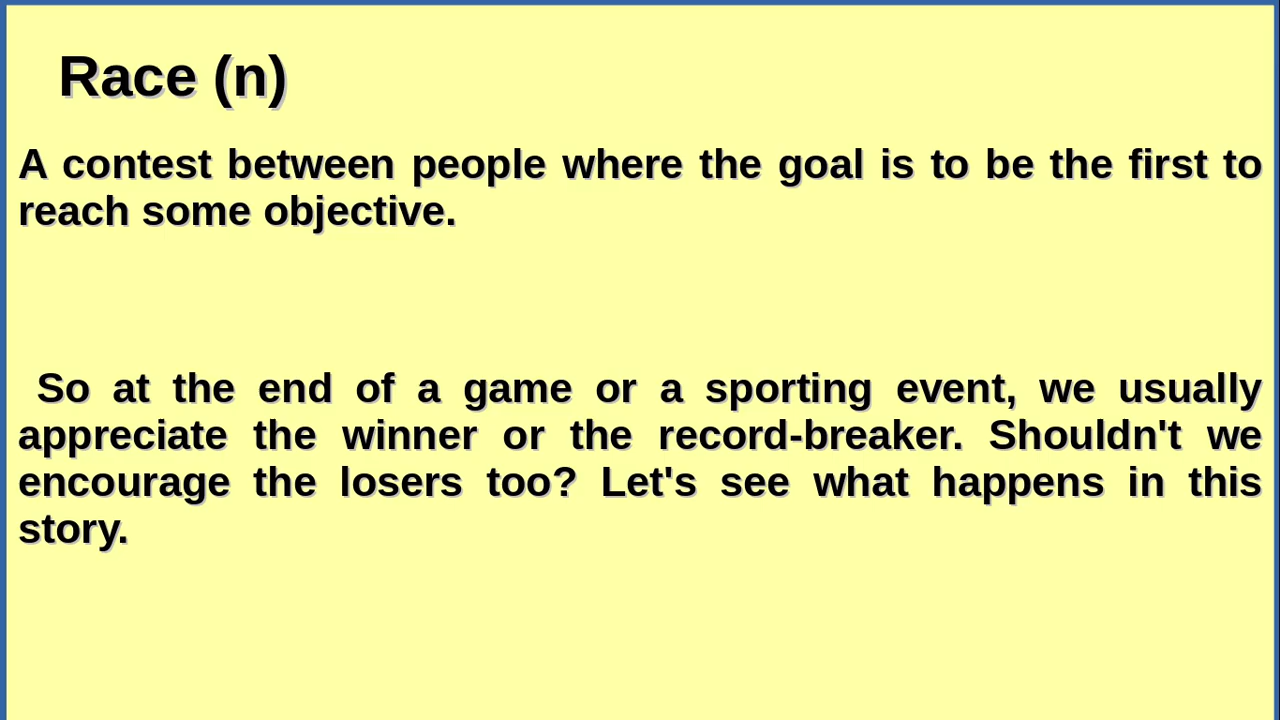 Race (n)
A contest between people where the goal is to be the first to
reach some objective.
So at the end of a game or a sporting event, we usually
appreciate the winner or the record-breaker. Shouldn't we
encourage the losers too? Let's see what happens in this
story.